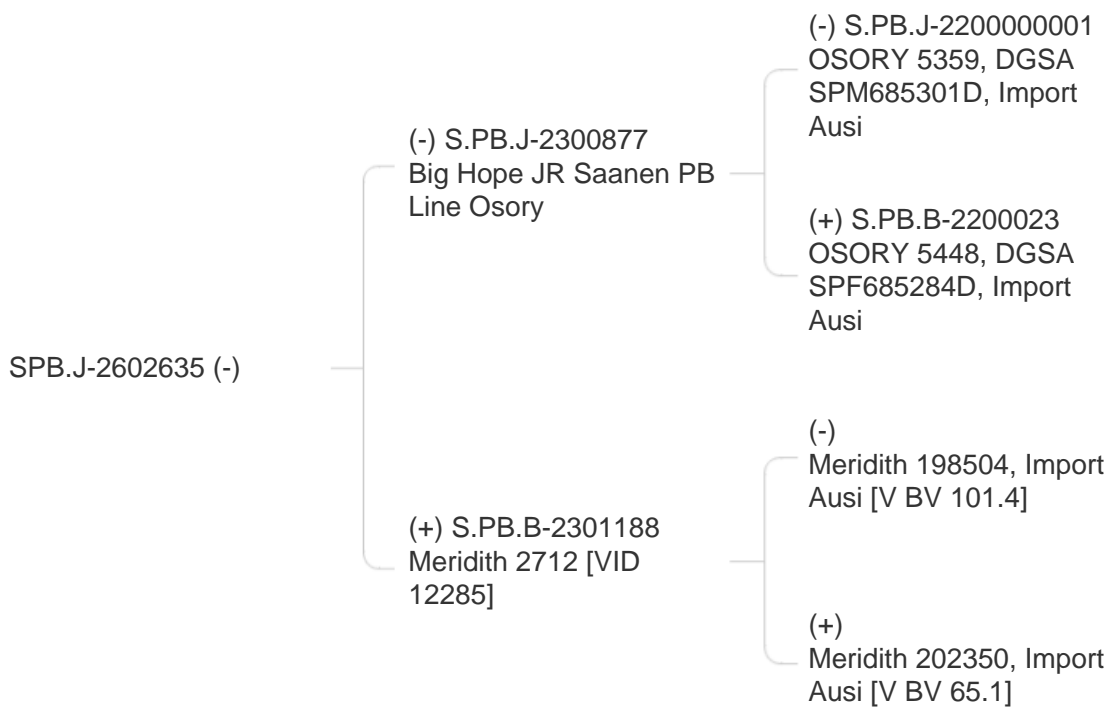 (-) S.PB.J-2200000001
OSORY 5359, DGSA
SPM685301D, Import
Ausi
(-) S.PB.J-2300877
Big Hope JR Saanen PB
Line Osory
(+) S.PB.B-2200023
OSORY 5448, DGSA
SPF685284D, Import
Ausi
SPB.J-2602635 (-)
(-)
Meridith 198504, Import
Ausi [V BV 101.4]
(+) S.PB.B-2301188
Meridith 2712 [VID
12285]
(+)
Meridith 202350, Import
Ausi [V BV 65.1]